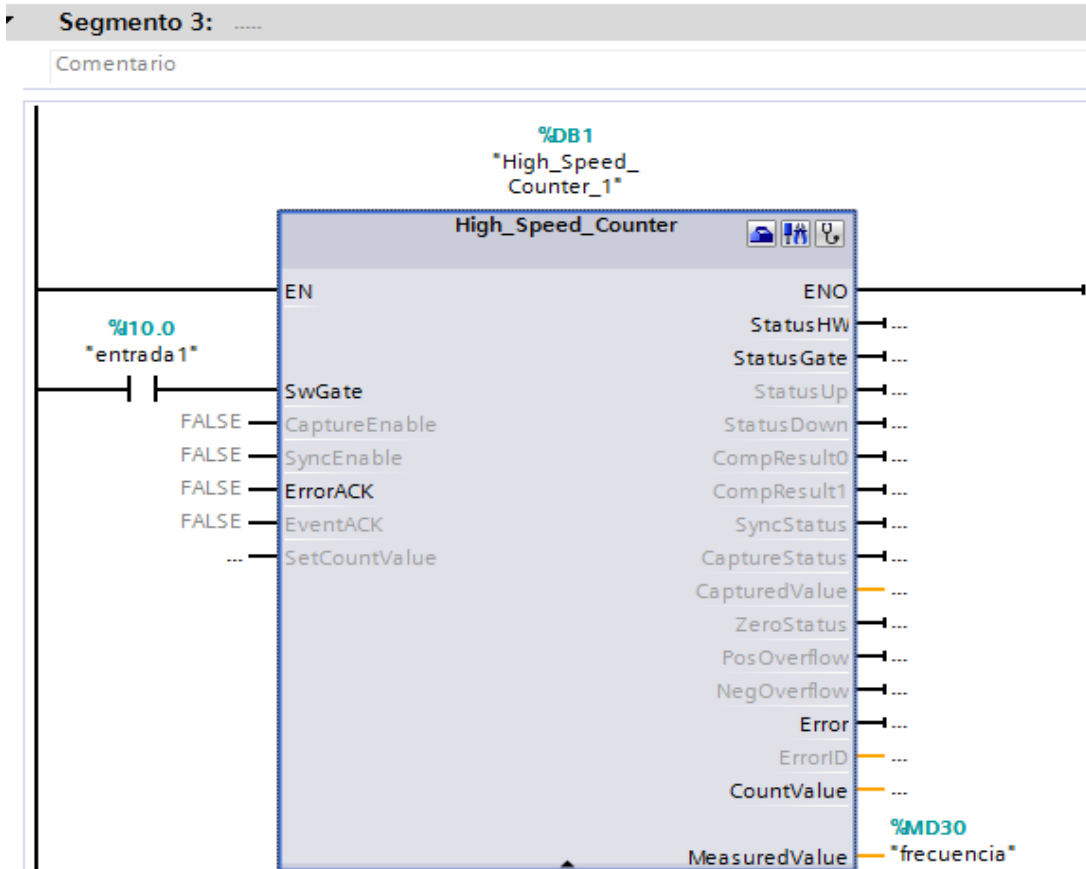 Segmento 3: .....
Comentario
%DB1
"High_Speed_
Counter_1"
High_Speed_Counter
EN
ENO
%I10.0
"entrada1"
StatusHW ...
StatusGate ...
SwGate
StatusUp ...
FALSE CaptureEnable
StatusDown ...
FALSE SyncEnable
CompResult0 ...
FALSE ErrorACK
CompResult1 ...
FALSE EventACK
SyncStatus ...
... SetCountValue
CaptureStatus ...
CapturedValue ...
ZeroStatus ...
PosOverflow ...
NegOverflow ...
Error ...
ErrorID ...
CountValue ...
%MD30
MeasuredValue "frecuencia"